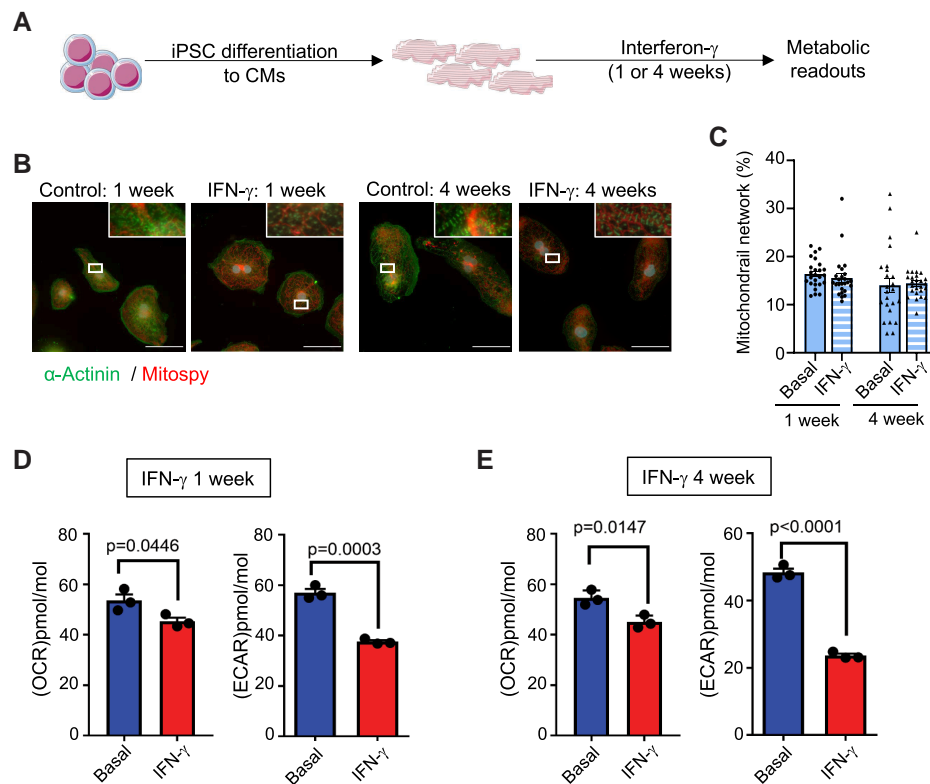 A
iPSC differentiation
to CMs
Interferon-γ
(1 or 4 weeks)
Metabolic
readouts
B
Control: 1 week
IFN-γ: 1 week
Control: 4 weeks
IFN-γ: 4 weeks
α-Actinin / Mitospy
C
Mitochondrail network (%)
40
30
20
10
0
Basal
IFN-γ
Basal
IFN-γ
1 week
4 week
D
IFN-γ 1 week
(OCR)pmol/mol
80
60
40
20
0
p=0.0446
Basal
IFN-γ
(ECAR)pmol/mol
80
60
40
20
0
p=0.0003
Basal
IFN-γ
E
IFN-γ 4 week
(OCR)pmol/mol
80
60
40
20
0
p=0.0147
Basal
IFN-γ
(ECAR)pmol/mol
60
40
20
0
p<0.0001
Basal
IFN-γ